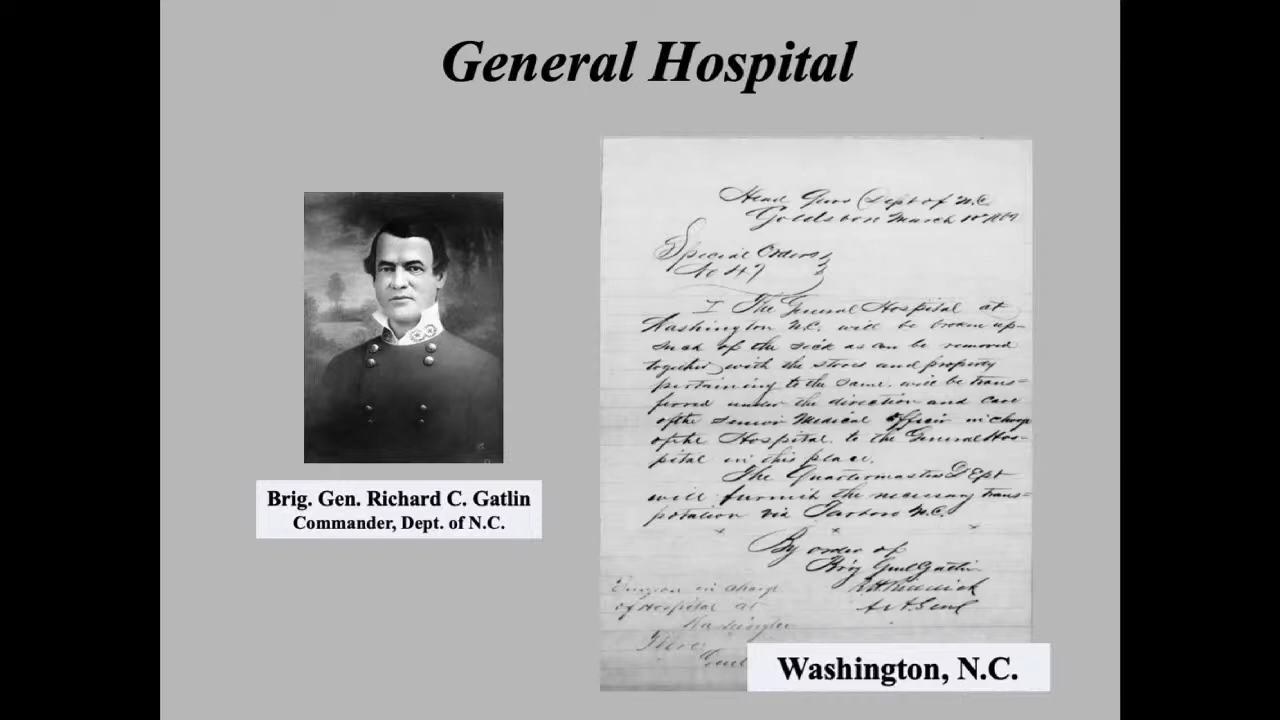 General Hospital
Head Qurs Dept of N.C.
Goldsboro March
Special Orders
No 47
I The General Hospital at
Washington N.C. will be broken up-
such of the sick as can be removed
together with the stores and property
pertaining to the same. will be trans=
ferred under the direction and care
of the senior Medical officer in charge
of the Hospital. to the General Hos-
pital in this place.
The Quartermasters Dept
will furnish the necessary trans=
portation via Tarboro N.C.
By order of
Brig Genl Gatlin
A A Genl
Surgeon in charge
of Hospital at
Washington
Brig. Gen. Richard C. Gatlin
Commander, Dept. of N.C.
Washington, N.C.